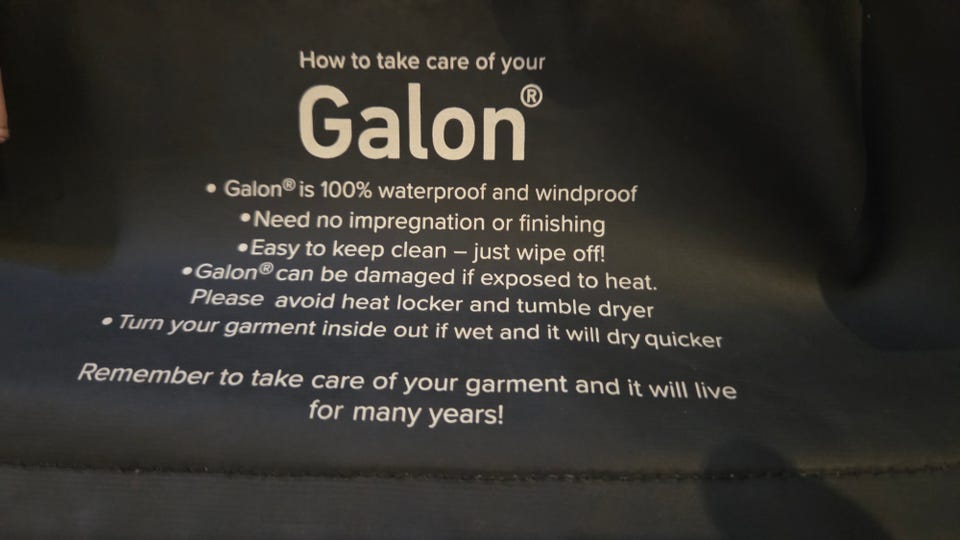 How to take care of your
Galon®
• Galon® is 100% waterproof and windproof
•Need no impregnation or finishing
•Easy to keep clean – just wipe off!
•Galon® can be damaged if exposed to heat.
Please avoid heat locker and tumble dryer
• Turn your garment inside out if wet and it will dry quicker
Remember to take care of your garment and it will live
for many years!